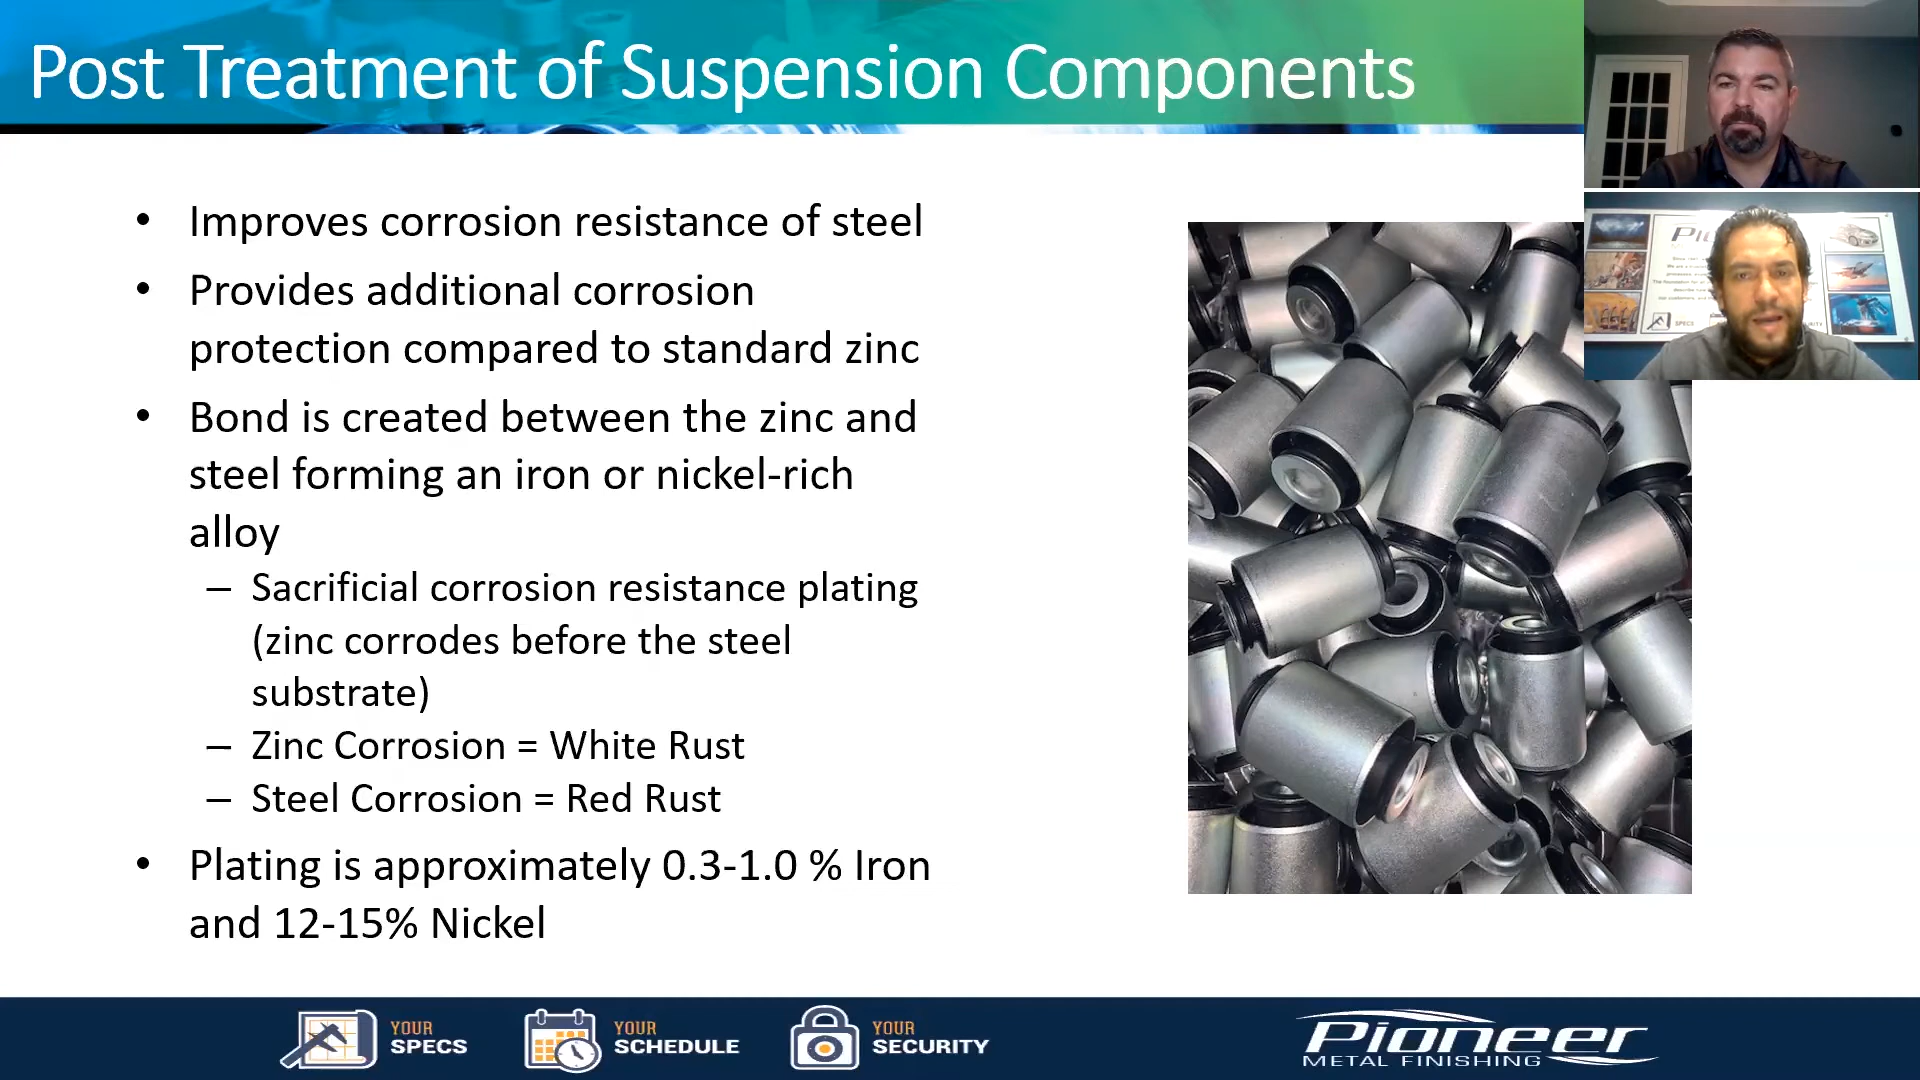 Post Treatment of Suspension Components
• Improves corrosion resistance of steel
• Provides additional corrosion
protection compared to standard zinc
• Bond is created between the zinc and
steel forming an iron or nickel-rich
alloy
– Sacrificial corrosion resistance plating
(zinc corrodes before the steel
substrate)
– Zinc Corrosion = White Rust
– Steel Corrosion = Red Rust
• Plating is approximately 0.3-1.0 % Iron
and 12-15% Nickel
YOUR
SPECS
YOUR
SCHEDULE
YOUR
SECURITY
Pioneer
METAL FINISHING